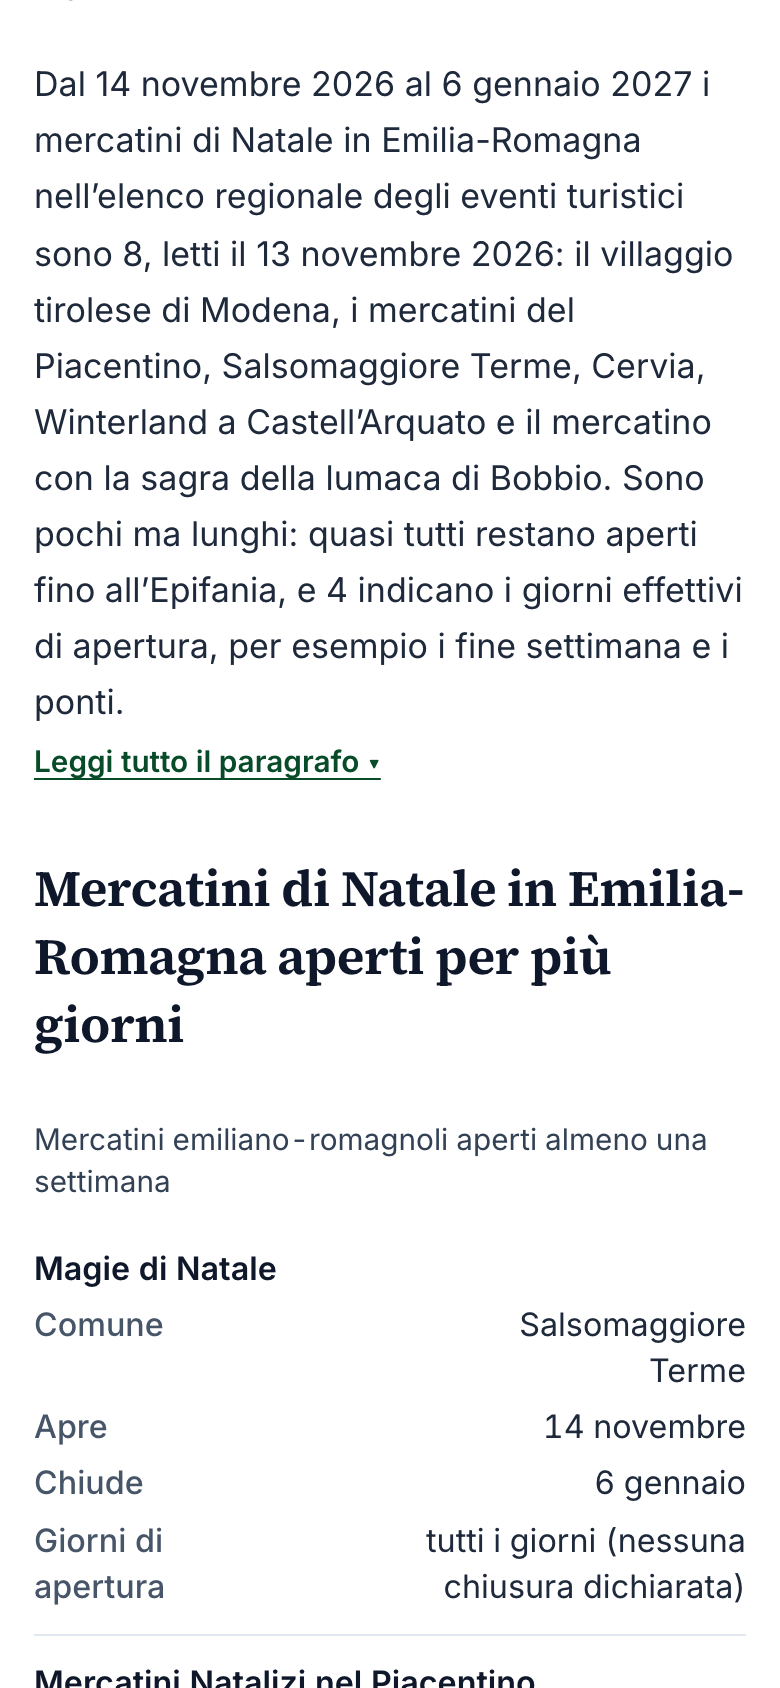 Dal 14 novembre 2026 al 6 gennaio 2027 i
mercatini di Natale in Emilia-Romagna
nell’elenco regionale degli eventi turistici
sono 8, letti il 13 novembre 2026: il villaggio
tirolese di Modena, i mercatini del
Piacentino, Salsomaggiore Terme, Cervia,
Winterland a Castell’Arquato e il mercatino
con la sagra della lumaca di Bobbio. Sono
pochi ma lunghi: quasi tutti restano aperti
fino all’Epifania, e 4 indicano i giorni effettivi
di apertura, per esempio i fine settimana e i
ponti.
Leggi tutto il paragrafo ▾
Mercatini di Natale in Emilia-
Romagna aperti per più
giorni
Mercatini emiliano-romagnoli aperti almeno una
settimana
Magie di Natale
Comune Salsomaggiore
Terme
Apre 14 novembre
Chiude 6 gennaio
Giorni di tutti i giorni (nessuna
apertura chiusura dichiarata)
Mercatini Natalizi nel Piacentino